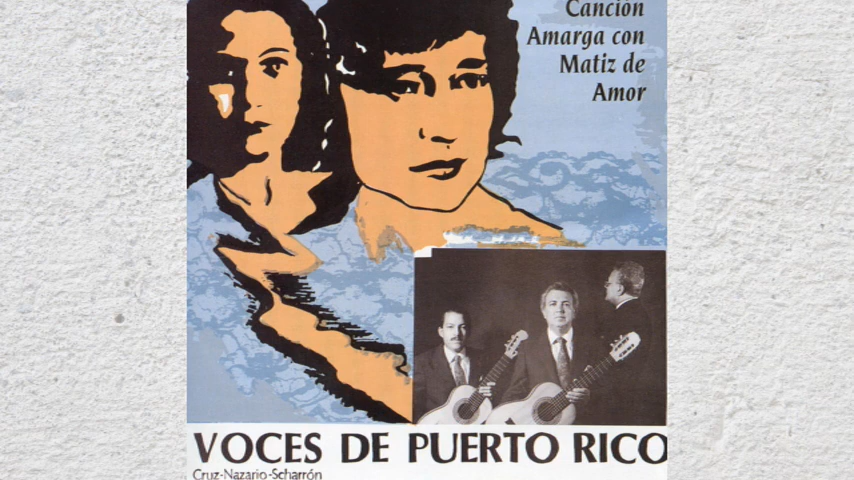 Canción
Amarga con
Matiz de
Amor
VOCES DE PUERTO RICO
Cruz-Nazario-Scharrón